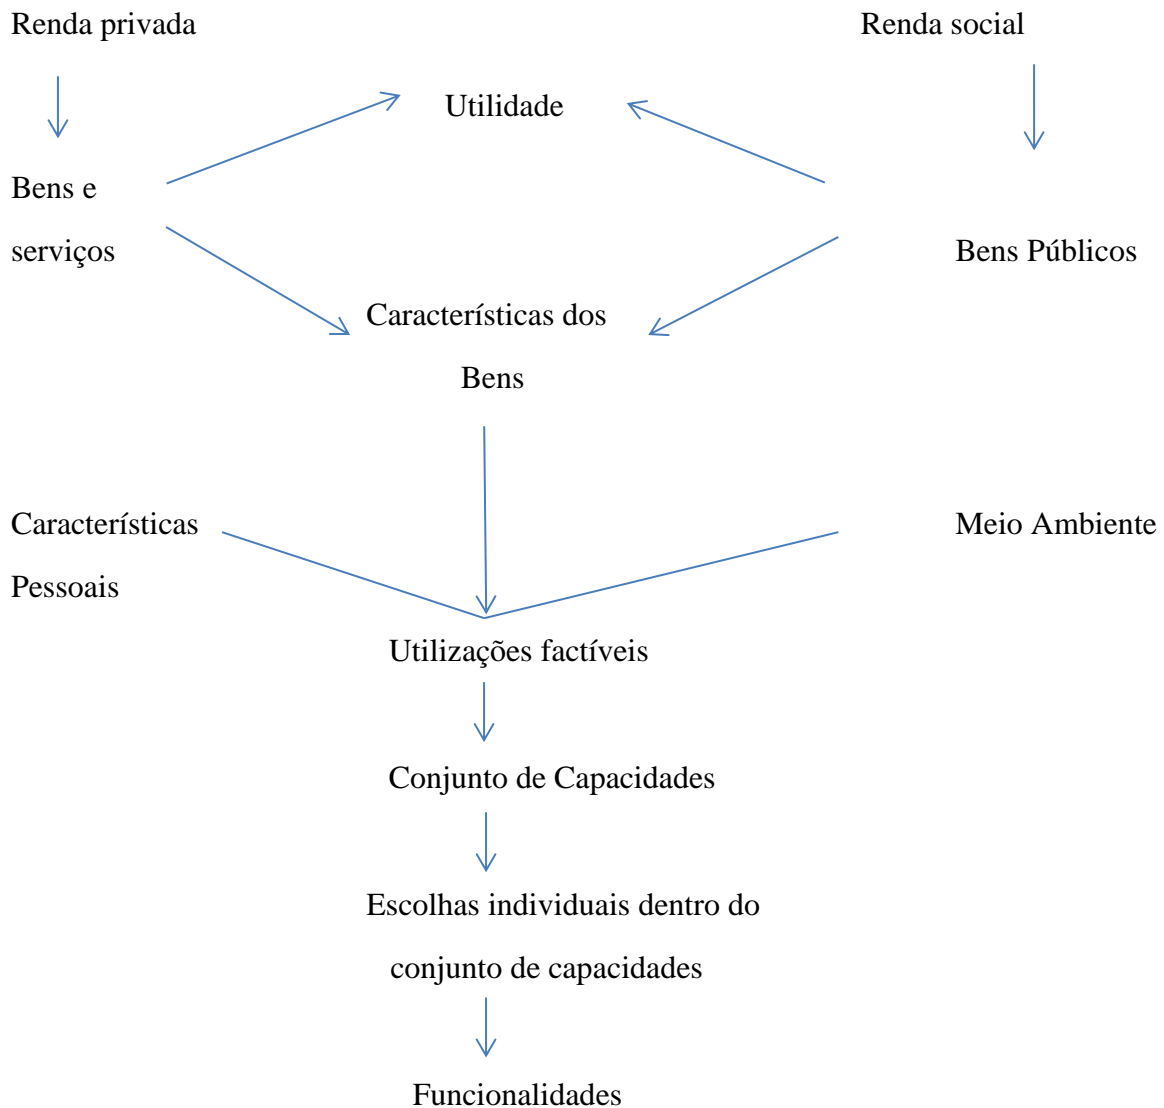 Renda privada
Renda social
Utilidade
Bens e
serviços
Bens Públicos
Características dos
Bens
Características
Pessoais
Meio Ambiente
Utilizações factíveis
Conjunto de Capacidades
Escolhas individuais dentro do
conjunto de capacidades
Funcionalidades